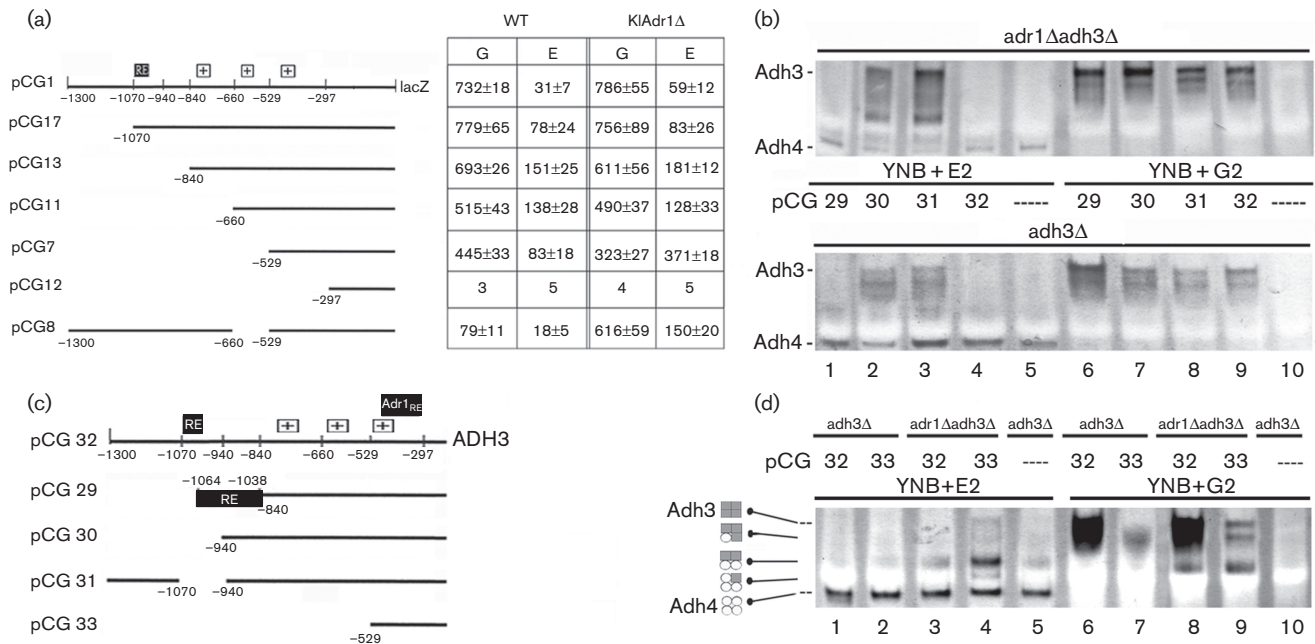 (a)
WT KlAdr1Δ
G E G E
RE + + +
pCG1 lacZ
−1300 −1070 −940 −840 −660 −529 −297
732±18 31±7 786±55 59±12
pCG17 −1070
779±65 78±24 756±89 83±26
pCG13 −840
693±26 151±25 611±56 181±12
pCG11 −660
515±43 138±28 490±37 128±33
pCG7 −529
445±33 83±18 323±27 371±18
pCG12 −297
3 5 4 5
pCG8 −1300 −660 −529
79±11 18±5 616±59 150±20
(b)
adr1Δadh3Δ
Adh3 -
Adh4 -
YNB + E2 YNB + G2
pCG 29 30 31 32 ----- 29 30 31 32 -----
adh3Δ
Adh3 -
Adh4 -
1 2 3 4 5 6 7 8 9 10
(c)
Adr1RE
RE + + +
pCG 32 ADH3
−1300 −1070 −940 −840 −660 −529 −297
−1064 −1038
pCG 29 RE
−840
pCG 30
−940
pCG 31
−1070 −940
pCG 33
−529
(d)
adh3Δ adr1Δadh3Δ adh3Δ adh3Δ adr1Δadh3Δ adh3Δ
pCG 32 33 32 33 ---- 32 33 32 33 ----
YNB+E2 YNB+G2
Adh3 --
Adh4 --
1 2 3 4 5 6 7 8 9 10